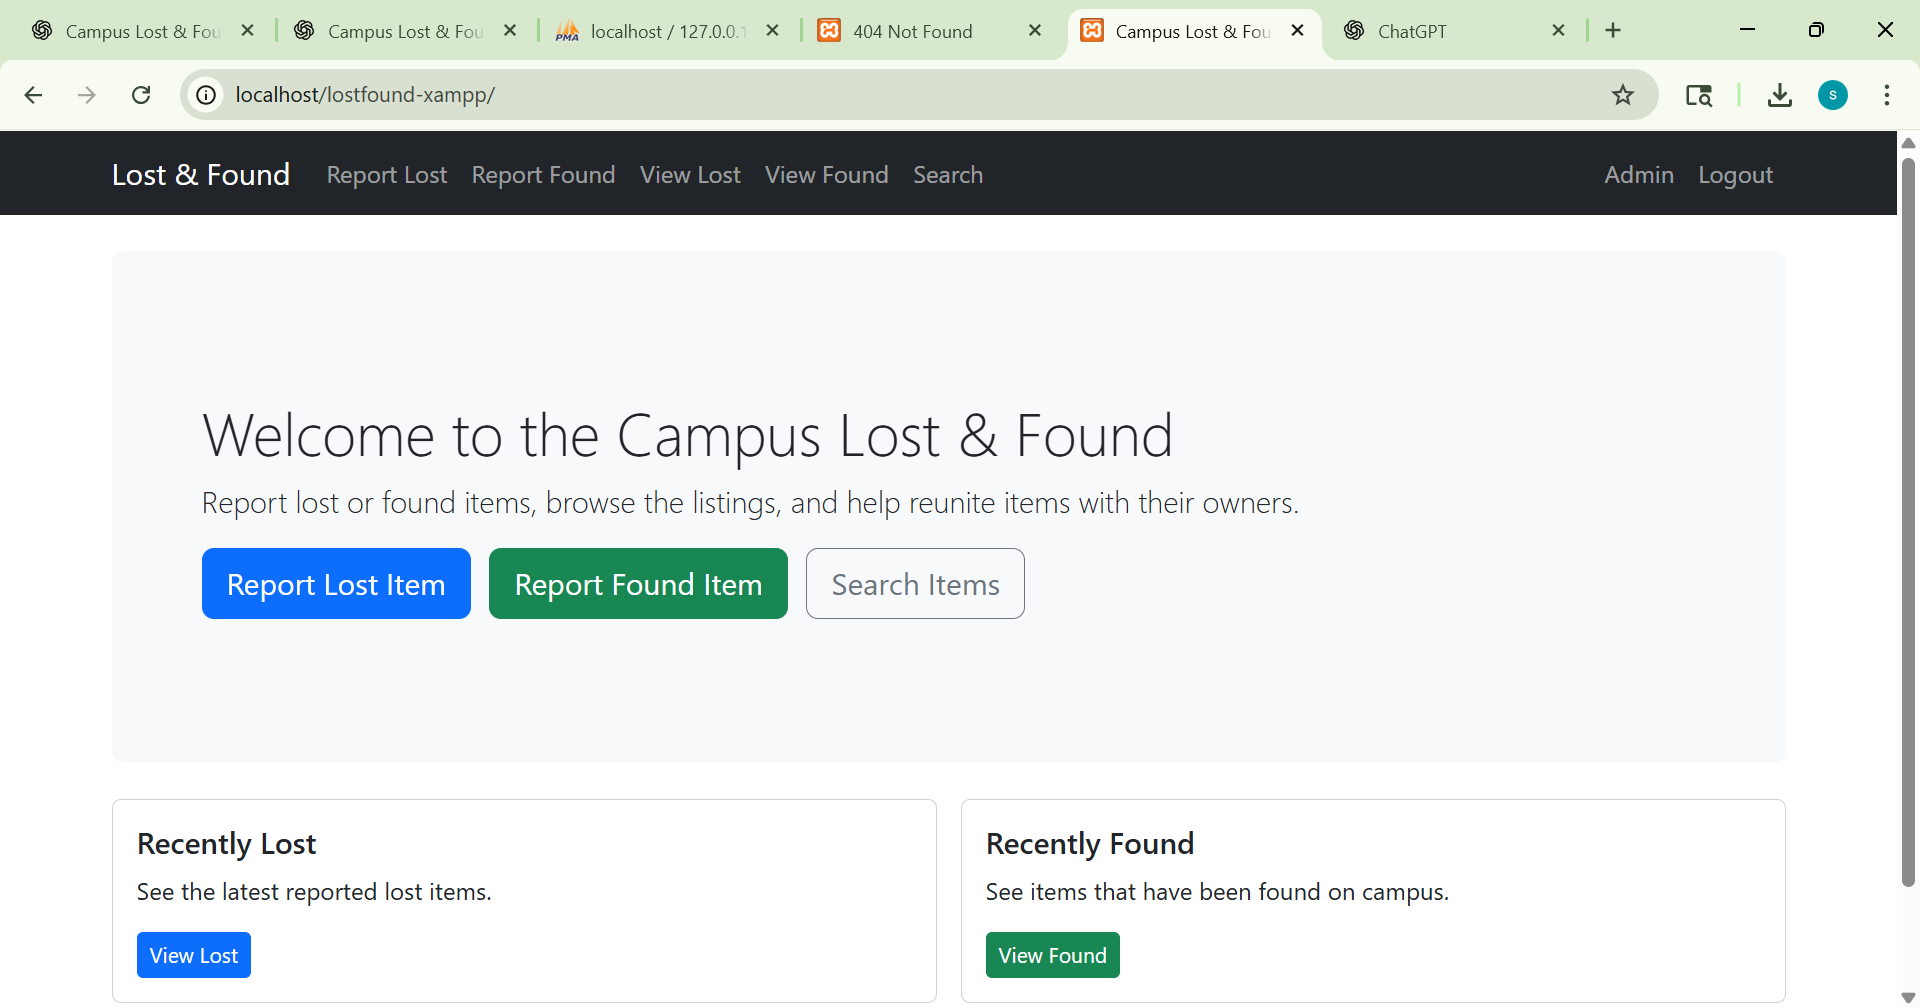 Campus Lost & Fou
Campus Lost & Fou
PMA
localhost / 127.0.0.1
404 Not Found
Campus Lost & Fou
ChatGPT
localhost/lostfound-xampp/
s
Lost & Found Report Lost Report Found View Lost View Found Search Admin Logout
Welcome to the Campus Lost & Found
Report lost or found items, browse the listings, and help reunite items with their owners.
Report Lost Item Report Found Item Search Items
Recently Lost
See the latest reported lost items.
View Lost
Recently Found
See items that have been found on campus.
View Found